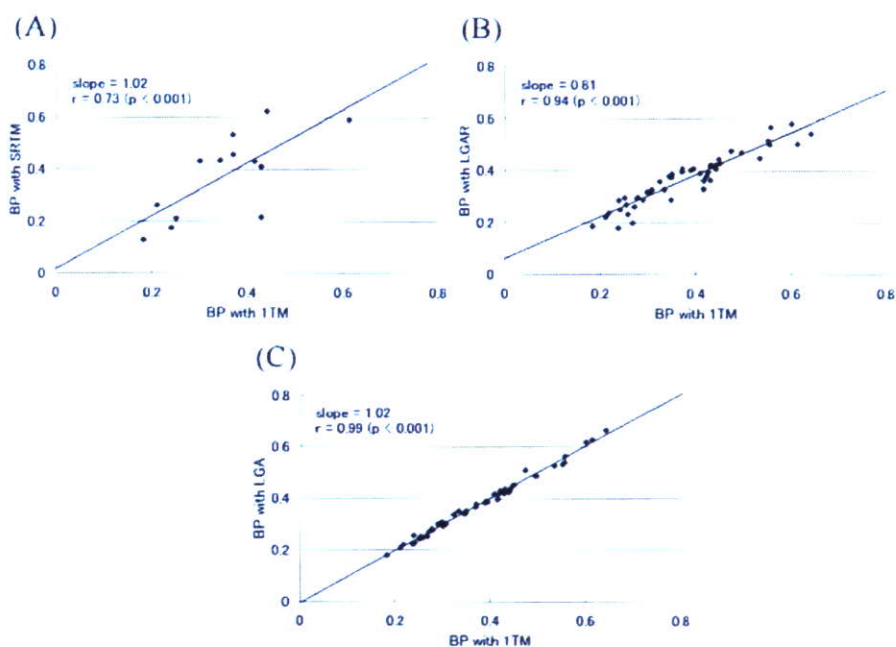 (A)
0.8
slope = 1.02
r = 0.73 (p < 0.001)
0.6
BP with SRTM
0.4
0.2
0
0 0.2 0.4 0.6 0.8
BP with 1TM
(B)
0.8
slope = 0.81
r = 0.94 (p < 0.001)
0.6
BP with LGAR
0.4
0.2
0
0 0.2 0.4 0.6 0.8
BP with 1TM
(C)
0.8
slope = 1.02
r = 0.99 (p < 0.001)
0.6
BP with LGA
0.4
0.2
0
0 0.2 0.4 0.6 0.8
BP with 1TM